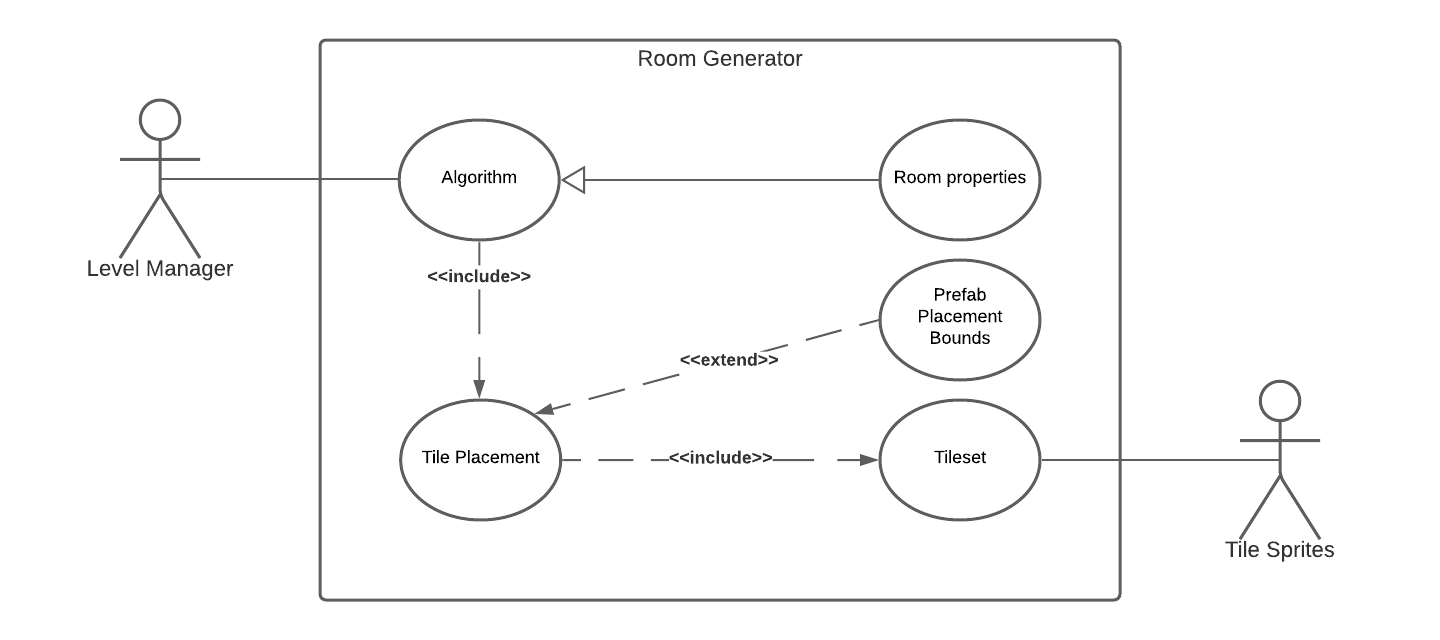 Room Generator
Algorithm
Room properties
Level Manager
<<include>>
Prefab
Placement
Bounds
<<extend>>
Tile Placement
<<include>>
Tileset
Tile Sprites